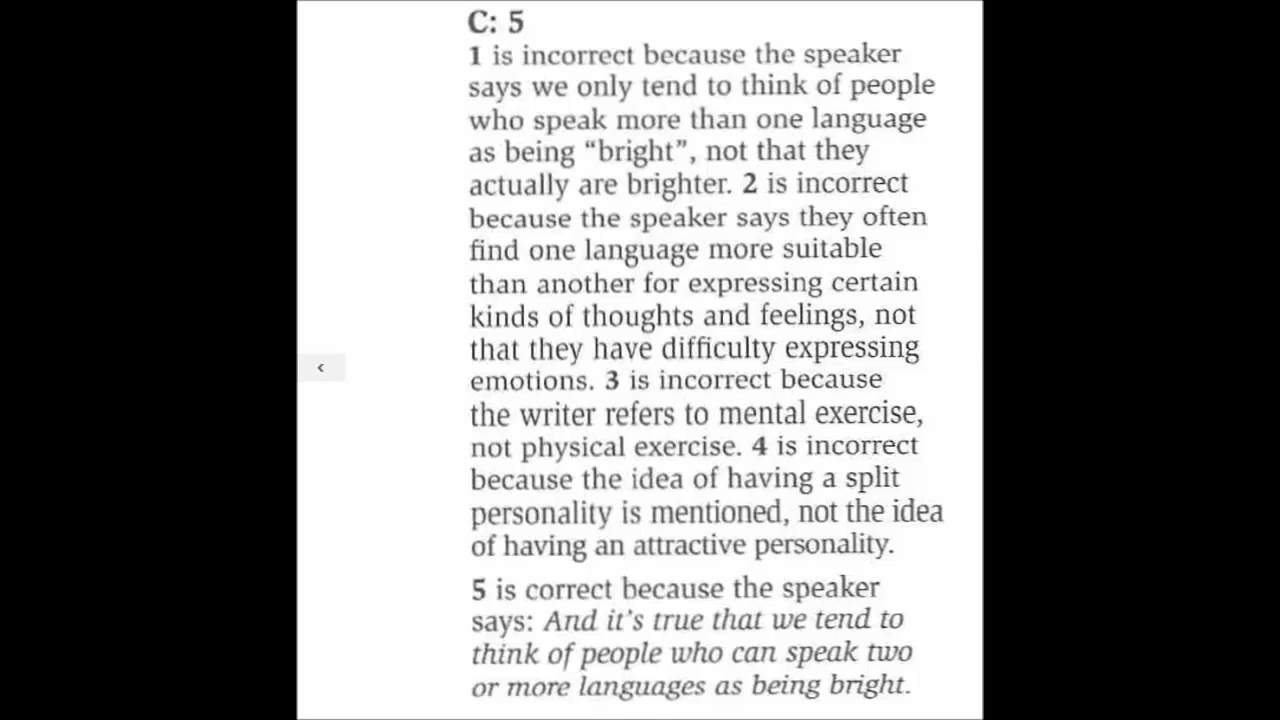 C: 5
1 is incorrect because the speaker
says we only tend to think of people
who speak more than one language
as being “bright”, not that they
actually are brighter. 2 is incorrect
because the speaker says they often
find one language more suitable
than another for expressing certain
kinds of thoughts and feelings, not
that they have difficulty expressing
emotions. 3 is incorrect because
the writer refers to mental exercise,
not physical exercise. 4 is incorrect
because the idea of having a split
personality is mentioned, not the idea
of having an attractive personality.
5 is correct because the speaker
says: And it’s true that we tend to
think of people who can speak two
or more languages as being bright.